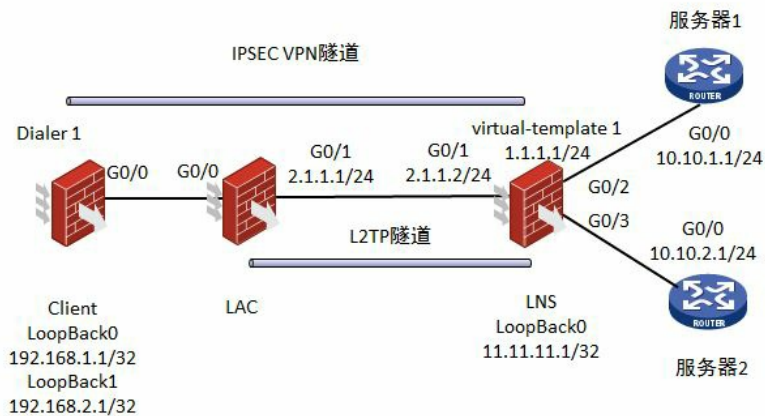 服务器1
IPSEC VPN隧道
ROUTER
Dialer 1
virtual-template 1
1.1.1.1/24
G0/0
10.10.1.1/24
G0/0
G0/0
G0/1
2.1.1.1/24
G0/1
2.1.1.2/24
G0/2
G0/3
L2TP隧道
G0/0
10.10.2.1/24
Client
LoopBack0
192.168.1.1/32
LoopBack1
192.168.2.1/32
LAC
LNS
LoopBack0
11.11.11.1/32
ROUTER
服务器2